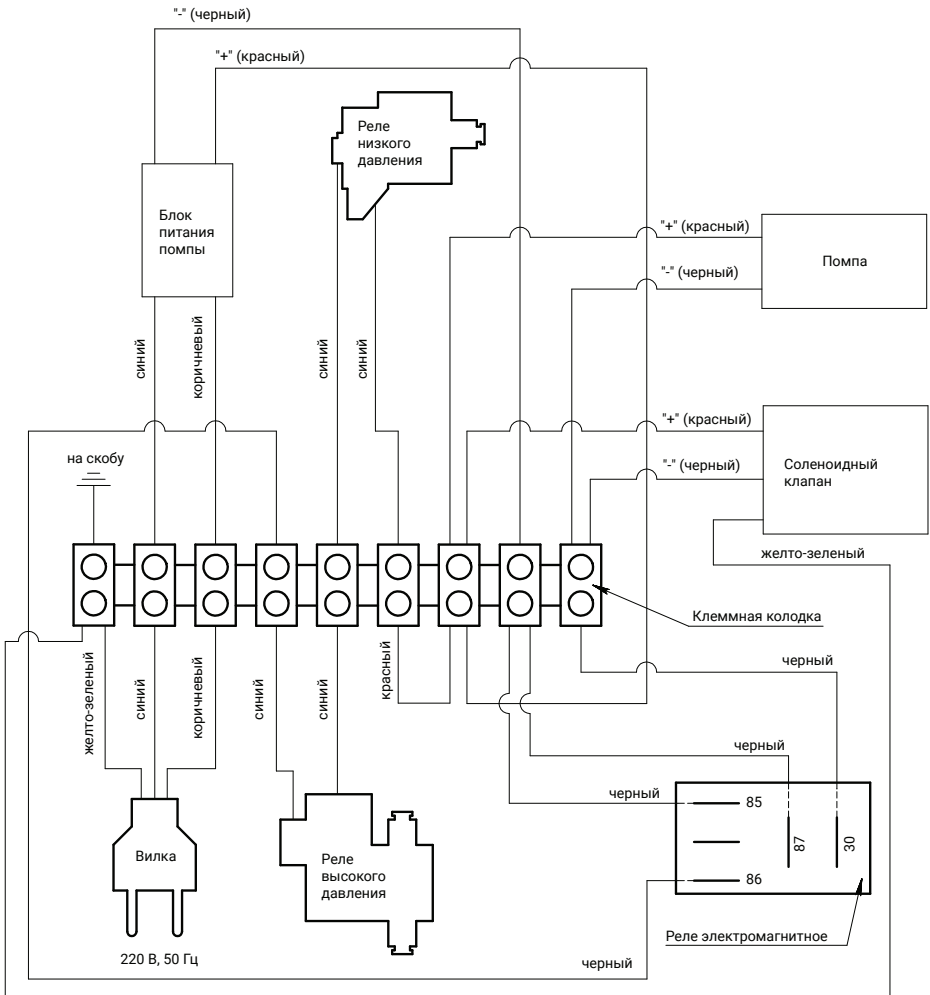 "-" (черный)
"+" (красный)
Реле
низкого
давления
Блок
питания
помпы
"+" (красный)
Помпа
"-" (черный)
синий
коричневый
синий
синий
"+" (красный)
на скобу
"-" (черный)
Соленоидный
клапан
желто-зеленый
Клеммная колодка
желто-зеленый
синий
коричневый
синий
синий
красный
черный
черный
черный
85
87
30
86
Вилка
Реле
высокого
давления
Реле электромагнитное
220 В, 50 Гц
черный